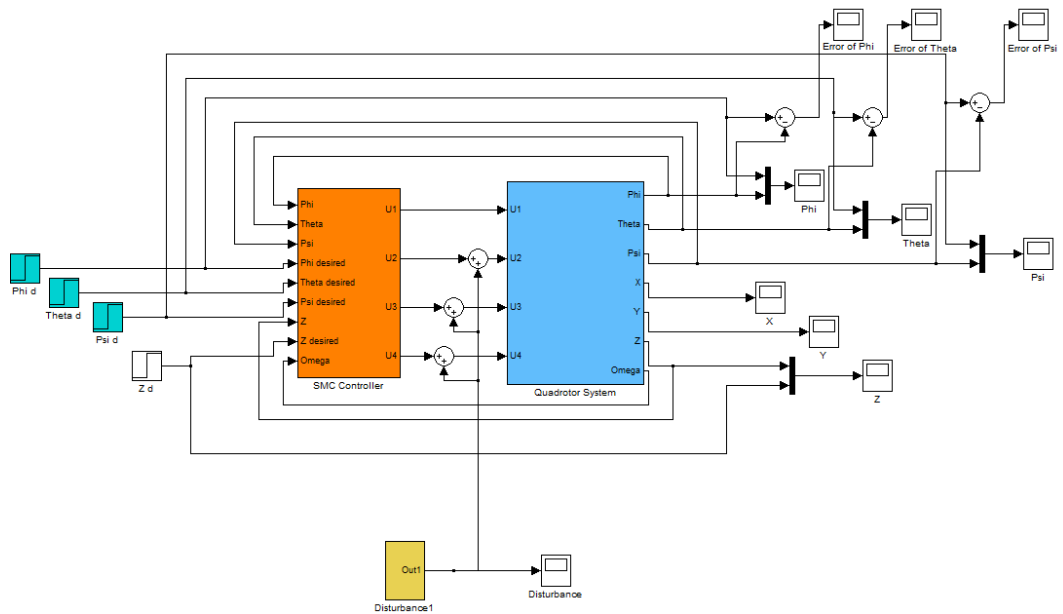 Error of Phi
Error of Theta
Error of Psi
Phi
Theta
Psi
Phi desired
Theta desired
Psi desired
Z
Z desired
Omega
U1
U2
U3
U4
SMC Controller
U1
U2
U3
U4
Phi
Theta
Psi
X
Y
Z
Omega
Quadrotor System
Phi
Theta
Psi
X
Y
Z
Phi d
Theta d
Psi d
Z d
Out1
Disturbance1
Disturbance